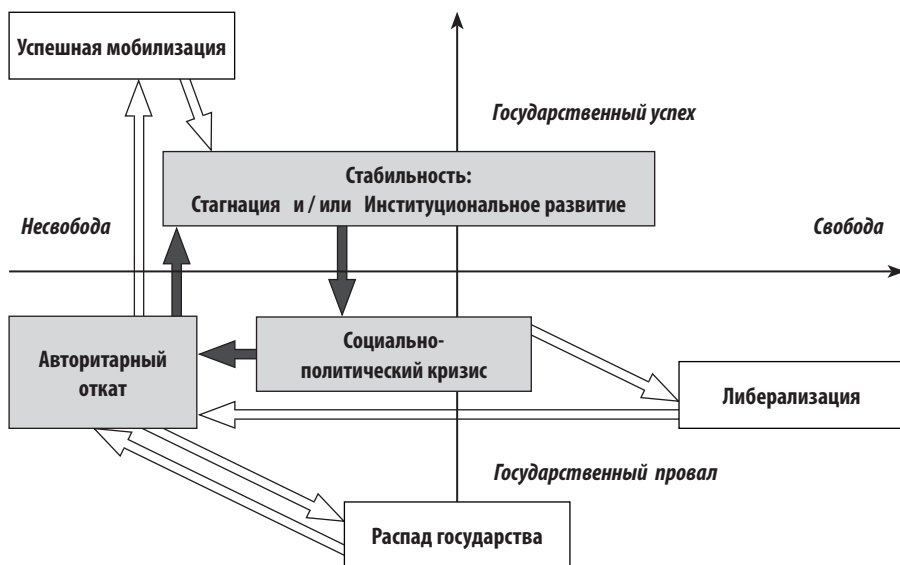 Успешная мобилизация
Государственный успех
Стабильность:
Стагнация и / или Институциональное развитие
Несвобода
Свобода
Авторитарный
откат
Социально-
политический кризис
Либерализация
Государственный провал
Распад государства